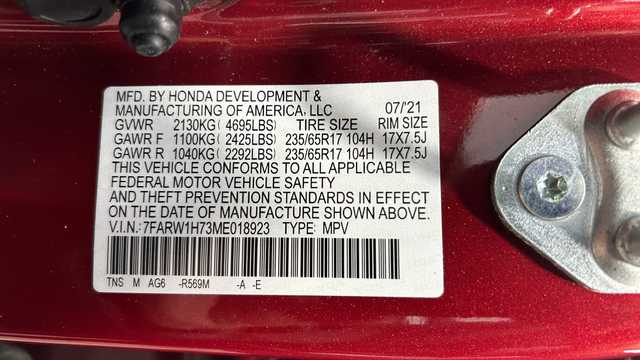 MFD. BY HONDA DEVELOPMENT &
MANUFACTURING OF AMERICA, LLC 07/'21
GVWR 2130KG ( 4695LBS) TIRE SIZE RIM SIZE
GAWR F 1100KG ( 2425LBS) 235/65R17 104H 17X7.5J
GAWR R 1040KG ( 2292LBS) 235/65R17 104H 17X7.5J
THIS VEHICLE CONFORMS TO ALL APPLICABLE
FEDERAL MOTOR VEHICLE SAFETY
AND THEFT PREVENTION STANDARDS IN EFFECT
ON THE DATE OF MANUFACTURE SHOWN ABOVE.
V.I.N.:7FARW1H73ME018923 TYPE: MPV
TNS M AG6 -R569M -A -E